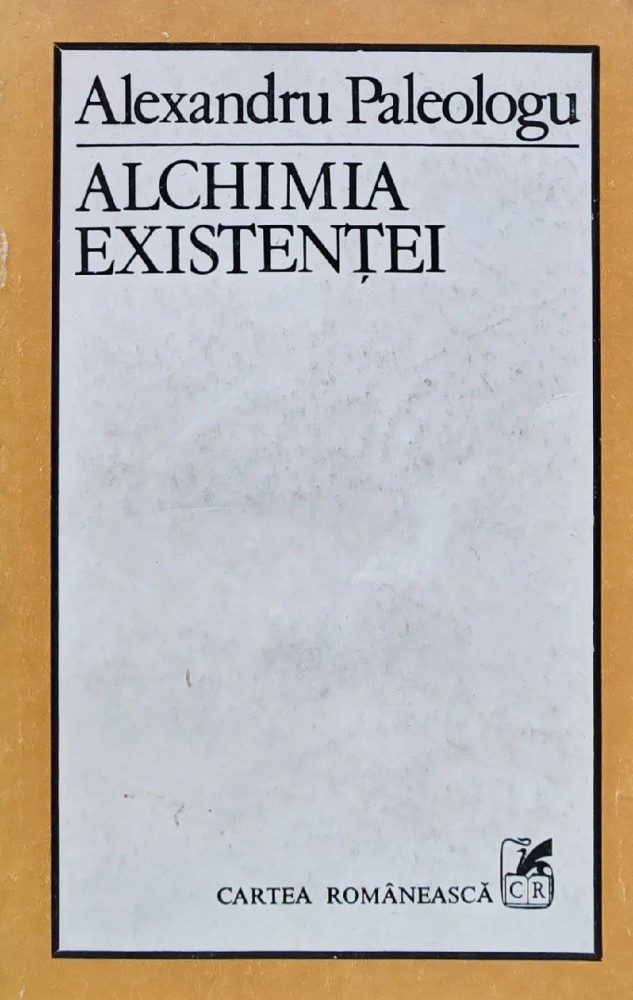 Alexandru Paleologu
ALCHIMIA
EXISTENȚEI
CARTEA ROMÂNEASCĂ
CR